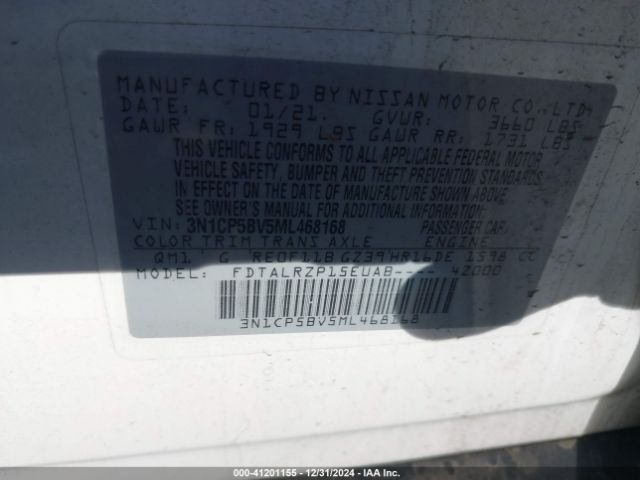 MANUFACTURED BY NISSAN MOTOR CO., LTD.
DATE: 01/21. GVWR: 3660 LBS
GAWR FR: 1929 LBS GAWR RR: 1731 LBS
THIS VEHICLE CONFORMS TO ALL APPLICABLE FEDERAL MOTOR
VEHICLE SAFETY, BUMPER AND THEFT PREVENTION STANDARDS
IN EFFECT ON THE DATE OF MANUFACTURE SHOWN ABOVE
SEE OWNER'S MANUAL FOR ADDITIONAL INFORMATION.
VIN: 3N1CP5BV5ML468168 PASSENGER CAR
COLOR TRIM TRANS AXLE ENGINE
QM1 G RE0F11B GZ39 HR16DE 1598 CC
MODEL: FDTALRZP15EUAB---- 42000
3N1CP5BV5ML468168
000-41201155 - 12/31/2024 - IAA Inc.